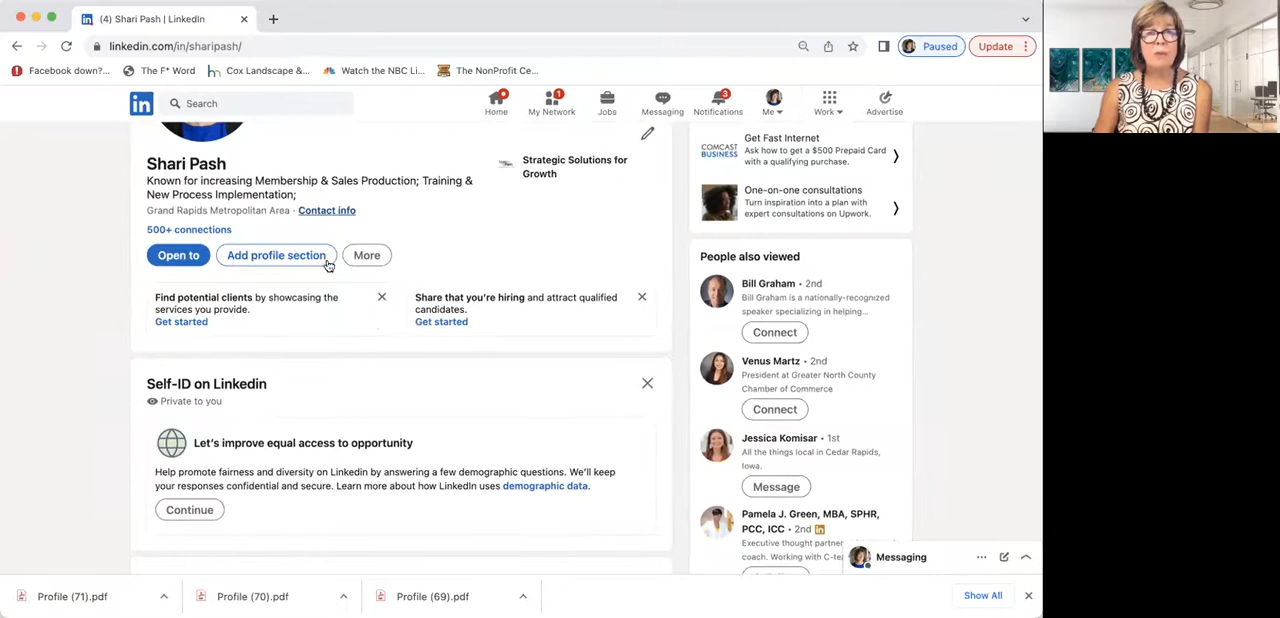 (4) Shari Pash | LinkedIn
linkedin.com/in/sharipash/
Paused
Update
Facebook down?...
The F* Word
Cox Landscape &...
Watch the NBC Li...
The NonProfit Ce...
in
Search
Home
1
My Network
Jobs
Messaging
3
Notifications
Me
Work
Advertise
Shari Pash
Known for increasing Membership & Sales Production; Training &
New Process Implementation;
Grand Rapids Metropolitan Area · Contact info
500+ connections
Strategic Solutions for
Growth
Open to
Add profile section
More
Find potential clients by showcasing the
services you provide.
Get started
Share that you're hiring and attract qualified
candidates.
Get started
Self-ID on Linkedin
Private to you
Let's improve equal access to opportunity
Help promote fairness and diversity on Linkedin by answering a few demographic questions. We'll keep
your responses confidential and secure. Learn more about how LinkedIn uses demographic data.
Continue
COMCAST
BUSINESS
Get Fast Internet
Ask how to get a $500 Prepaid Card
with a qualifying purchase.
One-on-one consultations
Turn inspiration into a plan with
expert consultations on Upwork.
People also viewed
Bill Graham • 2nd
Bill Graham is a nationally-recognized
speaker specializing in helping...
Connect
Venus Martz • 2nd
President at Greater North County
Chamber of Commerce
Connect
Jessica Komisar • 1st
All the things local in Cedar Rapids,
Iowa.
Message
Pamela J. Green, MBA, SPHR,
PCC, ICC • 2nd in
Executive thought partner
coach. Working with C-te
Messaging
Profile (71).pdf
Profile (70).pdf
Profile (69).pdf
Show All